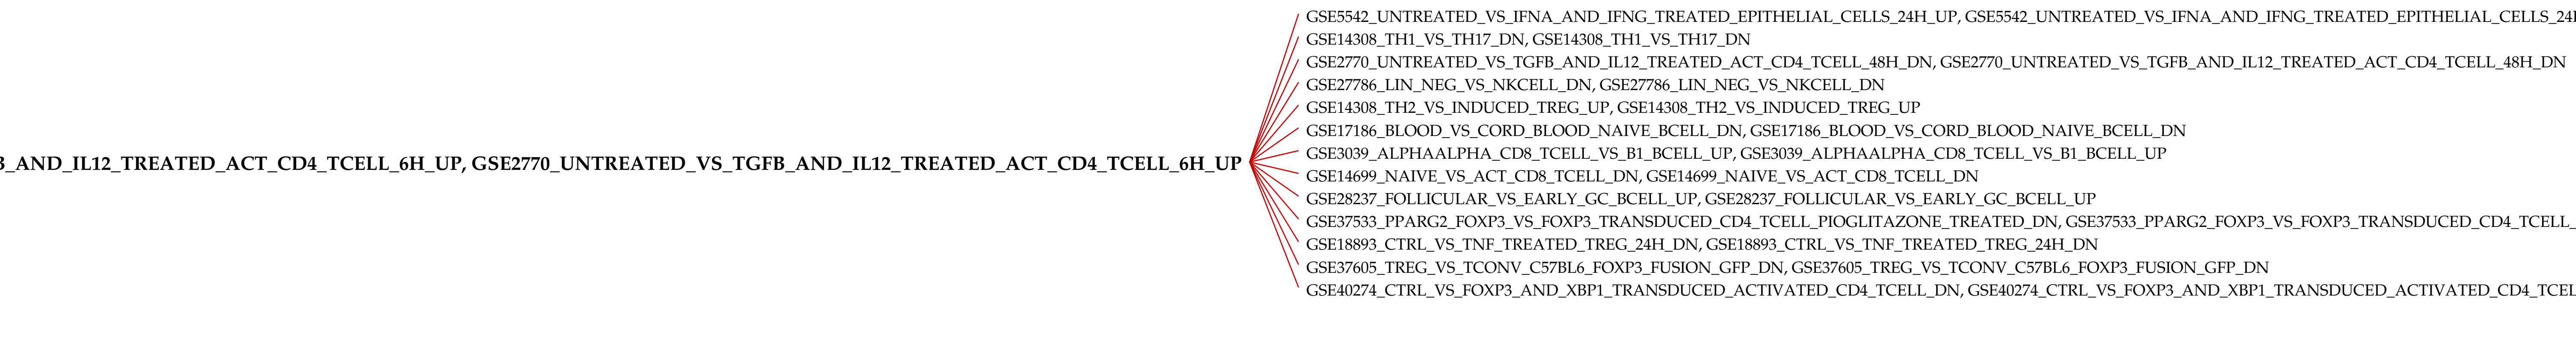 GSE5542_UNTREATED_VS_IFNA_AND_IFNG_TREATED_EPITHELIAL_CELLS_24H_UP, GSE5542_UNTREATED_VS_IFNA_AND_IFNG_TREATED_EPITHELIAL_CELLS_24
GSE14308_TH1_VS_TH17_DN, GSE14308_TH1_VS_TH17_DN
GSE2770_UNTREATED_VS_TGFB_AND_IL12_TREATED_ACT_CD4_TCELL_48H_DN, GSE2770_UNTREATED_VS_TGFB_AND_IL12_TREATED_ACT_CD4_TCELL_48H_DN
GSE27786_LIN_NEG_VS_NKCELL_DN, GSE27786_LIN_NEG_VS_NKCELL_DN
GSE14308_TH2_VS_INDUCED_TREG_UP, GSE14308_TH2_VS_INDUCED_TREG_UP
GSE17186_BLOOD_VS_CORD_BLOOD_NAIVE_BCELL_DN, GSE17186_BLOOD_VS_CORD_BLOOD_NAIVE_BCELL_DN
GSE3039_ALPHAALPHA_CD8_TCELL_VS_B1_BCELL_UP, GSE3039_ALPHAALPHA_CD8_TCELL_VS_B1_BCELL_UP
_AND_IL12_TREATED_ACT_CD4_TCELL_6H_UP, GSE2770_UNTREATED_VS_TGFB_AND_IL12_TREATED_ACT_CD4_TCELL_6H_UP
GSE14699_NAIVE_VS_ACT_CD8_TCELL_DN, GSE14699_NAIVE_VS_ACT_CD8_TCELL_DN
GSE28237_FOLLICULAR_VS_EARLY_GC_BCELL_UP, GSE28237_FOLLICULAR_VS_EARLY_GC_BCELL_UP
GSE37533_PPARG2_FOXP3_VS_FOXP3_TRANSDUCED_CD4_TCELL_PIOGLITAZONE_TREATED_DN, GSE37533_PPARG2_FOXP3_VS_FOXP3_TRANSDUCED_CD4_TCELL_
GSE18893_CTRL_VS_TNF_TREATED_TREG_24H_DN, GSE18893_CTRL_VS_TNF_TREATED_TREG_24H_DN
GSE37605_TREG_VS_TCONV_C57BL6_FOXP3_FUSION_GFP_DN, GSE37605_TREG_VS_TCONV_C57BL6_FOXP3_FUSION_GFP_DN
GSE40274_CTRL_VS_FOXP3_AND_XBP1_TRANSDUCED_ACTIVATED_CD4_TCELL_DN, GSE40274_CTRL_VS_FOXP3_AND_XBP1_TRANSDUCED_ACTIVATED_CD4_TCEL